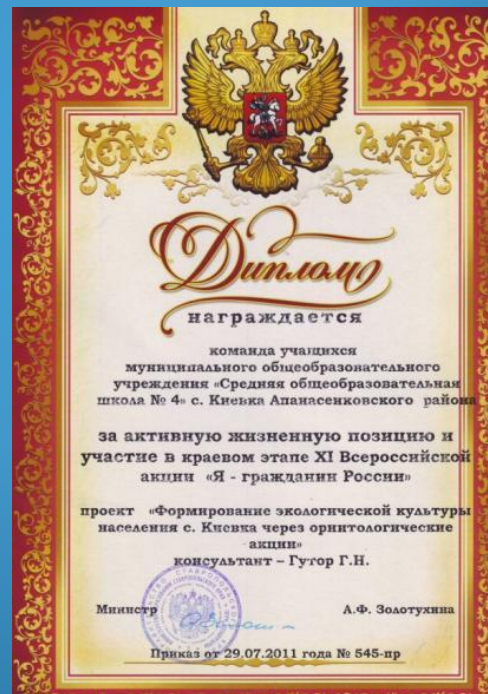 Диплом
награждается
команда учащихся
муниципального общеобразовательного
учреждения «Средняя общеобразовательная
школа № 4» с. Киевка Апанасенковского района
за активную жизненную позицию и
участие в краевом этапе XI Всероссийской
акции «Я - гражданин России»
проект «Формирование экологической культуры
населения с. Киевка через орнитологические
акции»
консультант – Гутор Г.Н.
Министр А.Ф. Золотухина
Приказ от 29.07.2011 года № 545-пр